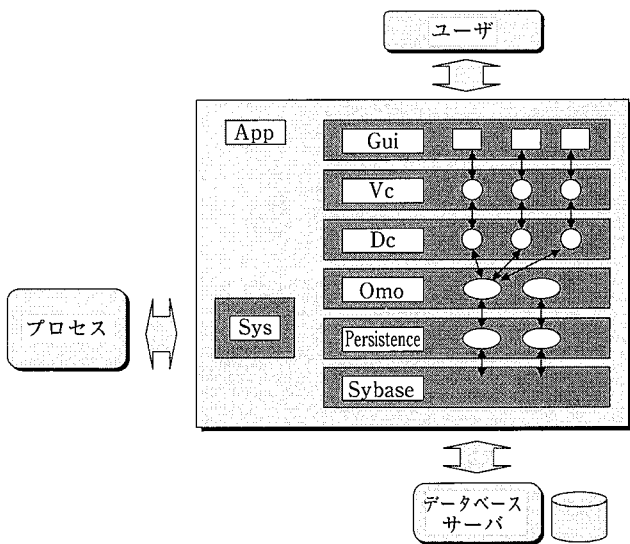 ユーザ
App
Gui
Vc
Dc
Omo
プロセス
Sys
Persistence
Sybase
データベース
サーバ